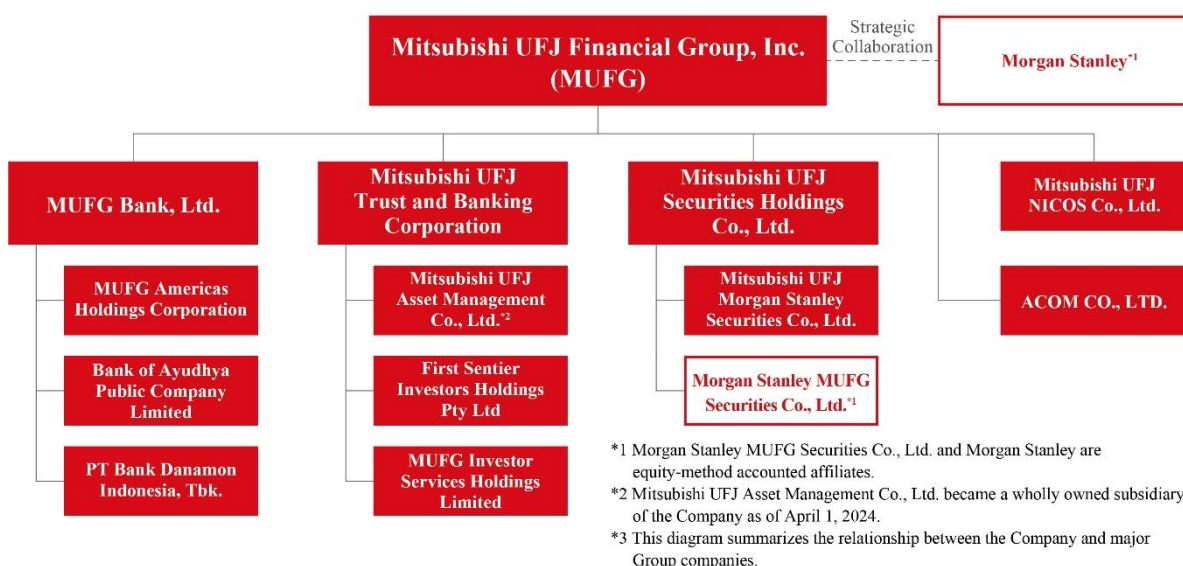 Mitsubishi UFJ Financial Group, Inc.
(MUFG)
Strategic
Collaboration
Morgan Stanley*1
MUFG Bank, Ltd.
Mitsubishi UFJ
Trust and Banking
Corporation
Mitsubishi UFJ
Securities Holdings
Co., Ltd.
Mitsubishi UFJ
NICOS Co., Ltd.
MUFG Americas
Holdings Corporation
Mitsubishi UFJ
Asset Management
Co., Ltd.*2
Mitsubishi UFJ
Morgan Stanley
Securities Co., Ltd.
ACOM CO., LTD.
Bank of Ayudhya
Public Company
Limited
First Sentier
Investors Holdings
Pty Ltd
Morgan Stanley MUFG
Securities Co., Ltd.*1
PT Bank Danamon
Indonesia, Tbk.
MUFG Investor
Services Holdings
Limited
*1 Morgan Stanley MUFG Securities Co., Ltd. and Morgan Stanley are
equity-method accounted affiliates.
*2 Mitsubishi UFJ Asset Management Co., Ltd. became a wholly owned subsidiary
of the Company as of April 1, 2024.
*3 This diagram summarizes the relationship between the Company and major
Group companies.